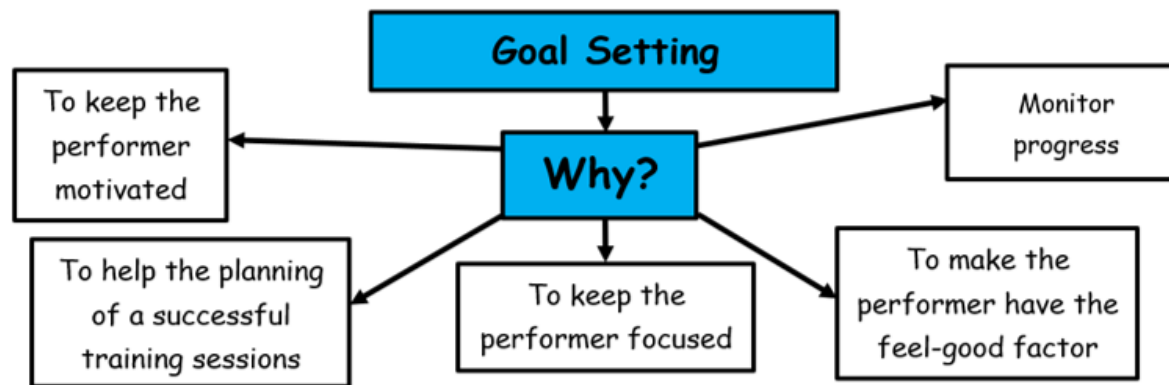 Goal Setting
Why?
To keep the
performer
motivated
Monitor
progress
To help the planning
of a successful
training sessions
To keep the
performer focused
To make the
performer have the
feel-good factor